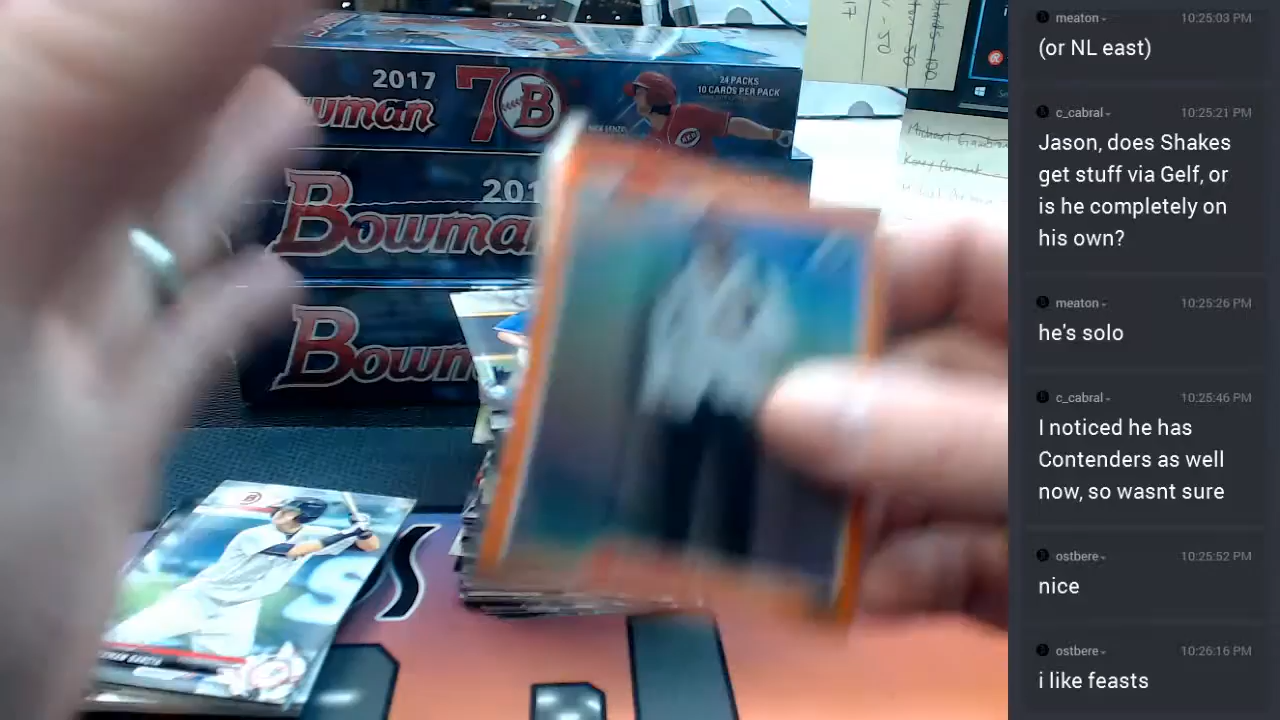 2017
Bowman
7
B
24 PACKS
10 CARDS PER PACK
201
Bowma
Bowm
B
S
meaton 10:25:03 PM
(or NL east)
c_cabral 10:25:21 PM
Jason, does Shakes
get stuff via Gelf, or
is he completely on
his own?
meaton 10:25:26 PM
he's solo
c_cabral 10:25:46 PM
I noticed he has
Contenders as well
now, so wasnt sure
ostbere 10:25:52 PM
nice
ostbere 10:26:16 PM
i like feasts